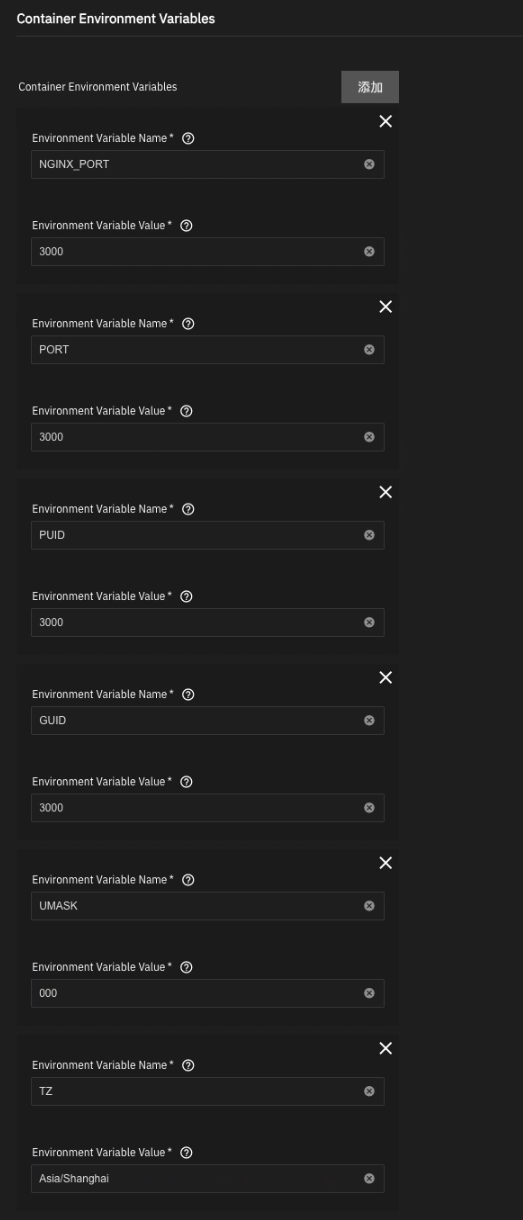 Container Environment Variables
Container Environment Variables
添加
Environment Variable Name *
NGINX_PORT
Environment Variable Value *
3000
Environment Variable Name *
PORT
Environment Variable Value *
3000
Environment Variable Name *
PUID
Environment Variable Value *
3000
Environment Variable Name *
GUID
Environment Variable Value *
3000
Environment Variable Name *
UMASK
Environment Variable Value *
000
Environment Variable Name *
TZ
Environment Variable Value *
Asia/Shanghai